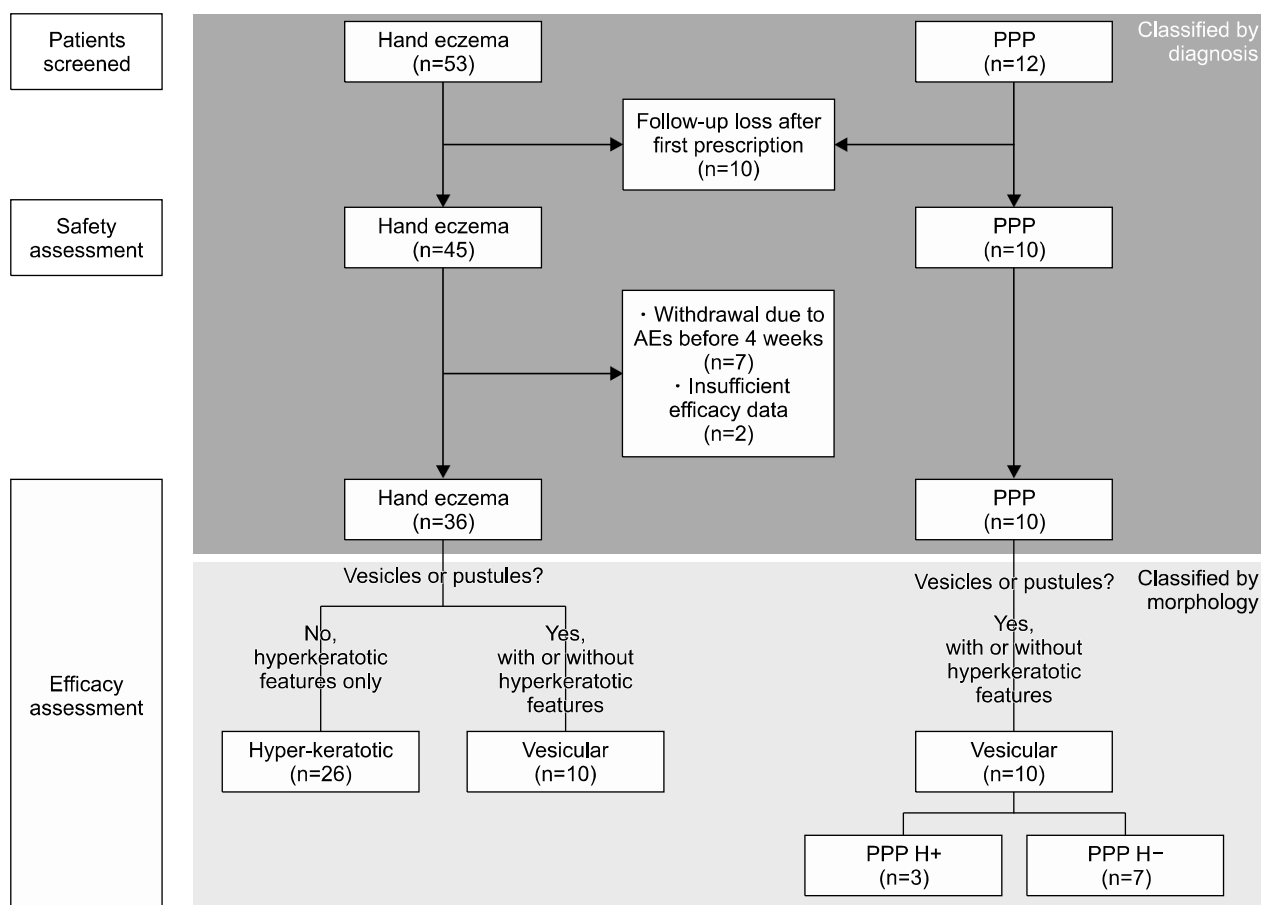 Patients
screened
Hand eczema
(n=53)
PPP
(n=12)
Classified by
diagnosis
Follow-up loss after
first prescription
(n=10)
Safety
assessment
Hand eczema
(n=45)
PPP
(n=10)
· Withdrawal due to
AEs before 4 weeks
(n=7)
· Insufficient
efficacy data
(n=2)
Efficacy
assessment
Hand eczema
(n=36)
PPP
(n=10)
Classified by
morphology
Vesicles or pustules?
Vesicles or pustules?
No,
hyperkeratotic
features only
Yes,
with or without
hyperkeratotic
features
Yes,
with or without
hyperkeratotic
features
Hyper-keratotic
(n=26)
Vesicular
(n=10)
Vesicular
(n=10)
PPP H+
(n=3)
PPP H−
(n=7)